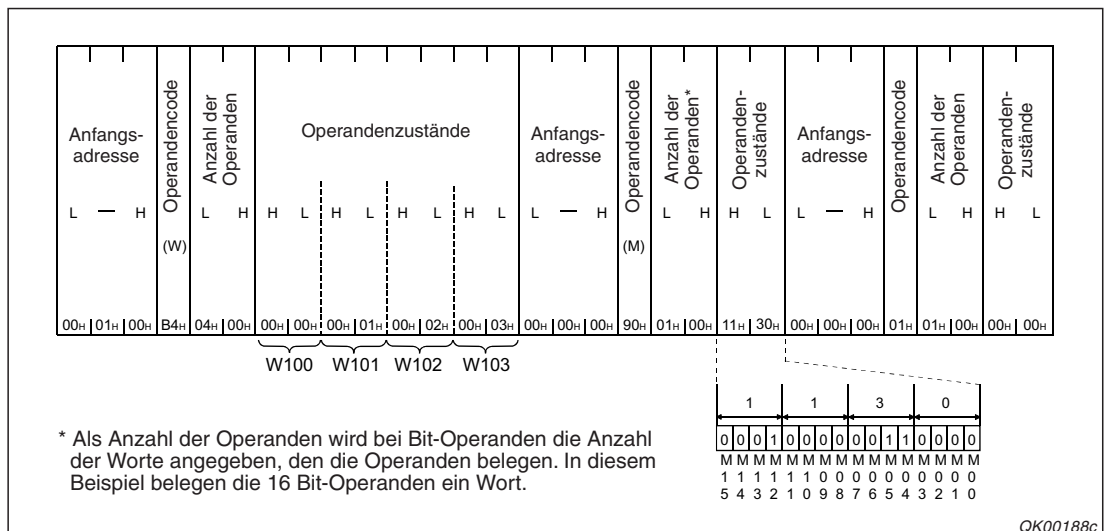 Anfangs-
adresse
Operandencode
Anzahl der
Operanden
Operandenzustände
Anfangs-
adresse
Operandencode
Anzahl der
Operanden*
Operanden-
zustände
Anfangs-
adresse
Operandencode
Anzahl der
Operanden
Operanden-
zustände
L — H L H H L H L H L H L L — H L H H L L — H L H H L
(W) (M)
00H 01H 00H B4H 04H 00H 00H 00H 00H 01H 00H 02H 00H 03H 00H 00H 00H 90H 01H 00H 11H 30H 00H 00H 00H 01H 01H 00H 00H 00H
W100 W101 W102 W103
1 1 3 0
0 0 0 1 0 0 0 0 0 0 1 1 0 0 0 0
M M M M M M M M M M M M M M M M
1 1 1 1 1 1 0 0 0 0 0 0 0 0 0 0
5 4 3 2 1 0 9 8 7 6 5 4 3 2 1 0
* Als Anzahl der Operanden wird bei Bit-Operanden die Anzahl
der Worte angegeben, den die Operanden belegen. In diesem
Beispiel belegen die 16 Bit-Operanden ein Wort.
QK00188c